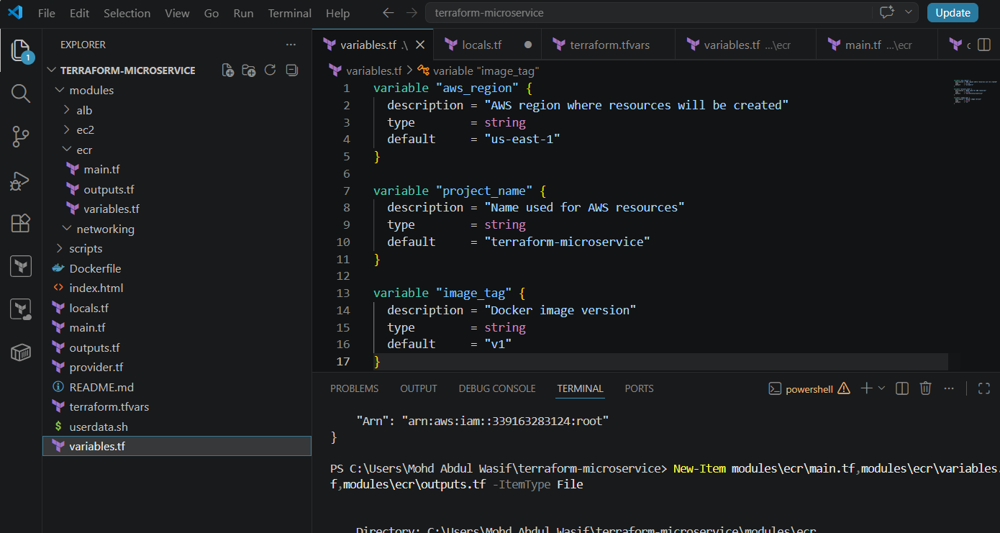 File Edit Selection View Go Run Terminal Help
terraform-microservice
Update
EXPLORER
TERRAFORM-MICROSERVICE
modules
alb
ec2
ecr
main.tf
outputs.tf
variables.tf
networking
scripts
Dockerfile
index.html
locals.tf
main.tf
outputs.tf
provider.tf
README.md
terraform.tfvars
$ userdata.sh
variables.tf
1
variables.tf .\ locals.tf terraform.tfvars variables.tf ...\ecr main.tf ...\ecr
variables.tf > variable "image_tag"
1 variable "aws_region" {
2 description = "AWS region where resources will be created"
3 type = string
4 default = "us-east-1"
5 }
6
7 variable "project_name" {
8 description = "Name used for AWS resources"
9 type = string
10 default = "terraform-microservice"
11 }
12
13 variable "image_tag" {
14 description = "Docker image version"
15 type = string
16 default = "v1"
17 }
PROBLEMS OUTPUT DEBUG CONSOLE TERMINAL PORTS
powershell
"Arn": "arn:aws:iam::339163283124:root"
}
PS C:\Users\Mohd Abdul Wasif\terraform-microservice> New-Item modules\ecr\main.tf,modules\ecr\variables.
f,modules\ecr\outputs.tf -ItemType File
Directory: C:\Users\Mohd Abdul Wasif\terraform-microservice\modules\ecr